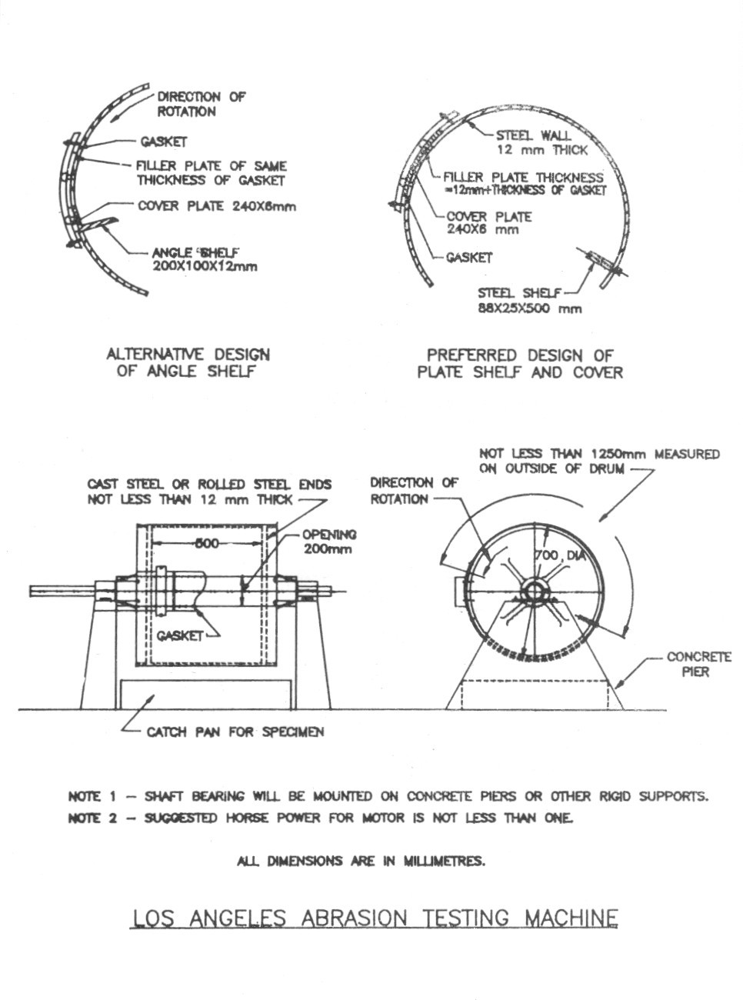 DIRECTION OF
ROTATION
GASKET
FILLER PLATE OF SAME
THICKNESS OF GASKET
COVER PLATE 240X6mm
ANGLE SHELF
200X100X12mm
STEEL WALL
12 mm THICK
FILLER PLATE THICKNESS
=12mm+THICKNESS OF GASKET
COVER PLATE
240X6 mm
GASKET
STEEL SHELF
88X25X500 mm
ALTERNATIVE DESIGN
OF ANGLE SHELF
PREFERRED DESIGN OF
PLATE SHELF AND COVER
CAST STEEL OR ROLLED STEEL ENDS
NOT LESS THAN 12 mm THICK
500
OPENING
200mm
GASKET
CATCH PAN FOR SPECIMEN
DIRECTION OF
ROTATION
NOT LESS THAN 1250mm MEASURED
ON OUTSIDE OF DRUM
700, DIA
CONCRETE
PIER
NOTE 1 – SHAFT BEARING WILL BE MOUNTED ON CONCRETE PIERS OR OTHER RIGID SUPPORTS.
NOTE 2 – SUGGESTED HORSE POWER FOR MOTOR IS NOT LESS THAN ONE.
ALL DIMENSIONS ARE IN MILLIMETRES.
LOS ANGELES ABRASION TESTING MACHINE